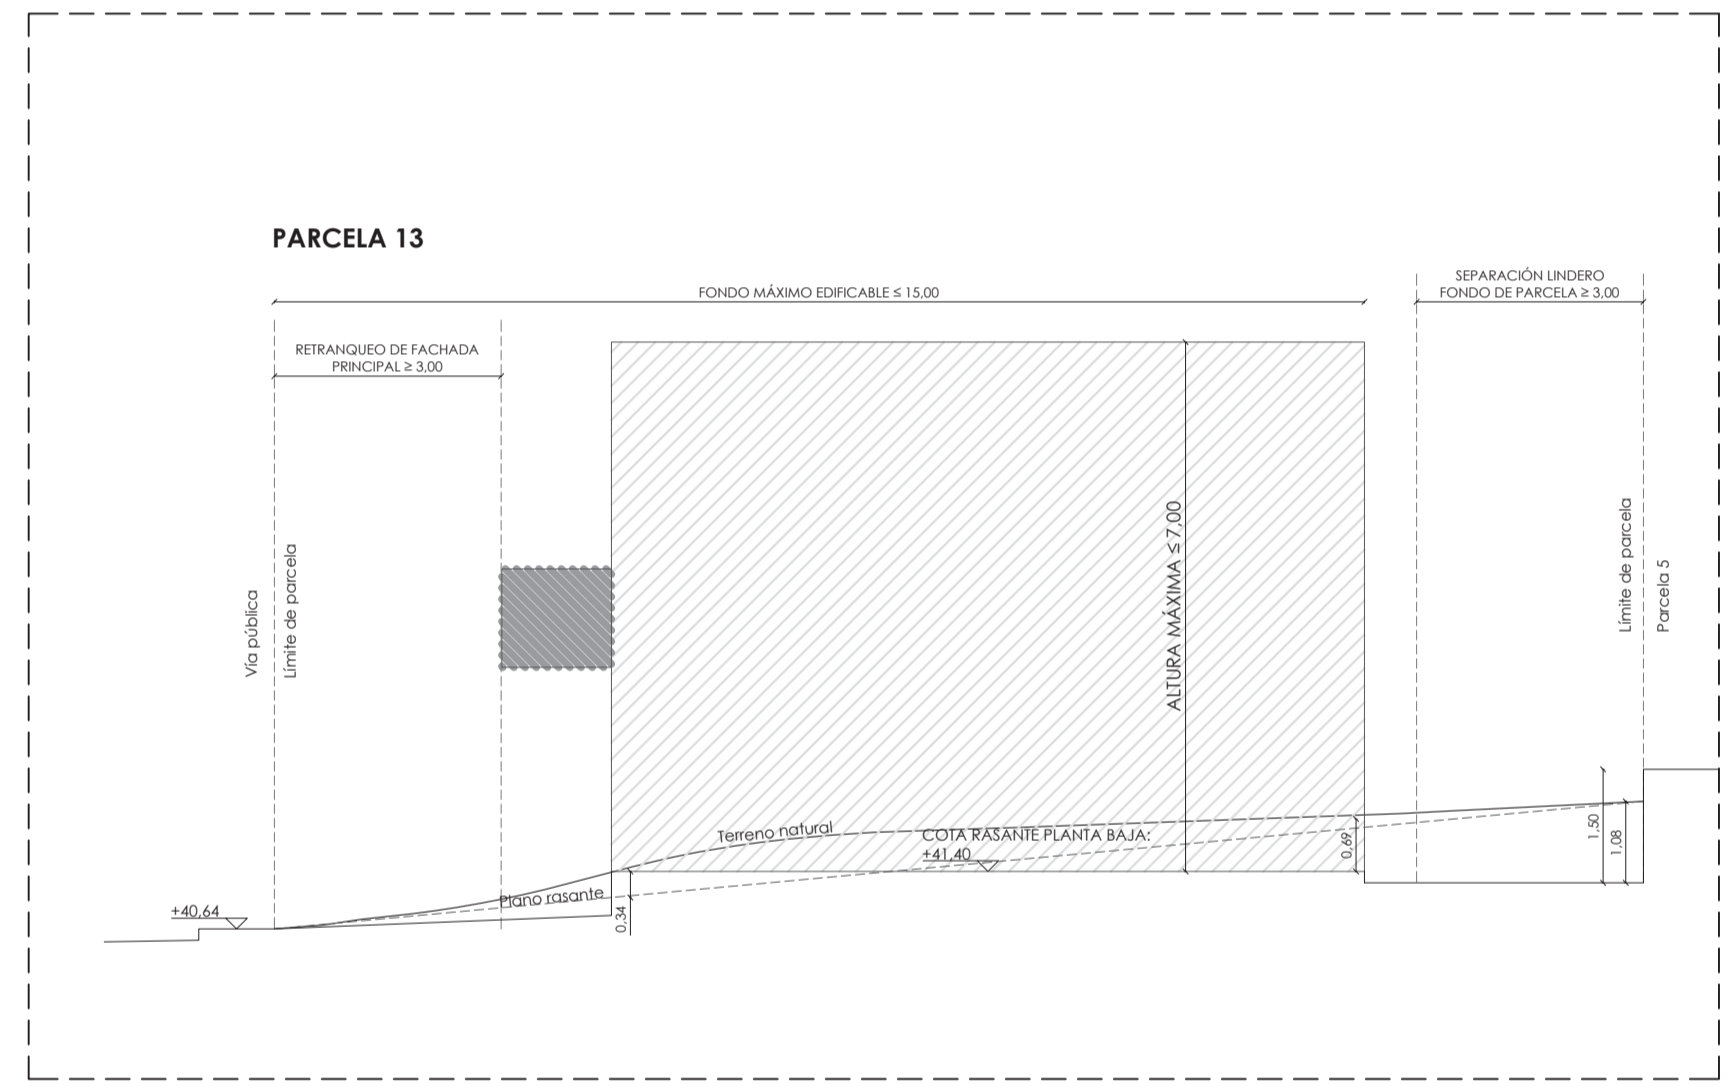 PARCELA 13
SEPARACIÓN LINDERO
FONDO DE PARCELA ≥ 3,00
FONDO MÁXIMO EDIFICABLE ≤ 15,00
RETRANQUEO DE FACHADA
PRINCIPAL ≥ 3,00
Vía pública
Límite de parcela
ALTURA MÁXIMA ≤ 7,00
Límite de parcela
Parcela 5
Terreno natural
COTA RASANTE PLANTA BAJA:
+41,40
0,69
1,50
1,08
Plano rasante
+40,64
0,34